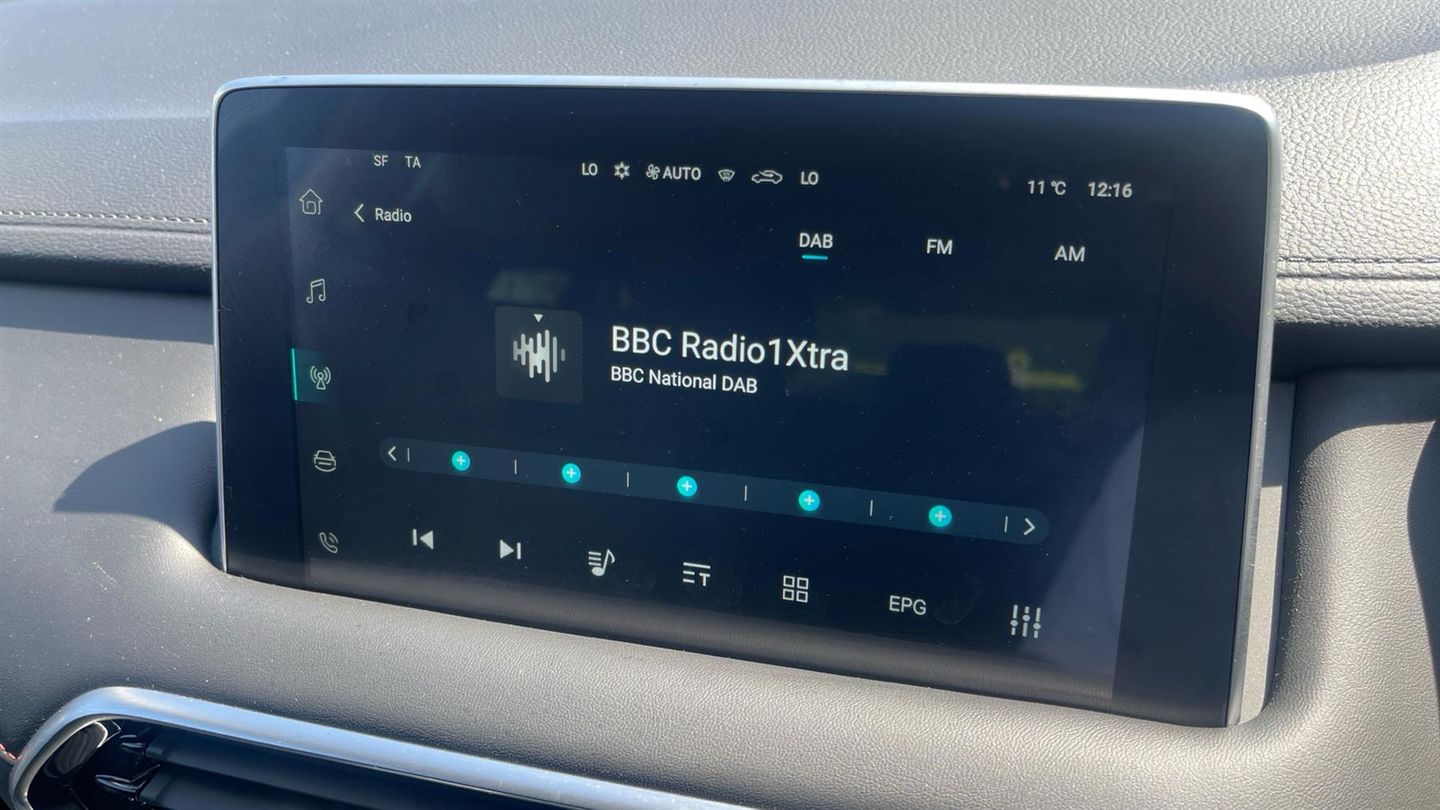 SF TA
LO AUTO LO
11 °C 12:16
Radio
DAB FM AM
BBC Radio1Xtra
BBC National DAB
EPG